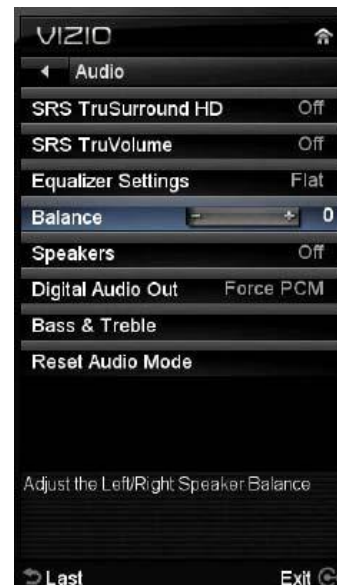 VIZIO
Audio
SRS TruSurround HD Off
SRS TruVolume Off
Equalizer Settings Flat
Balance - + 0
Speakers Off
Digital Audio Out Force PCM
Bass & Treble
Reset Audio Mode
Adjust the Left/Right Speaker Balance
Last Exit